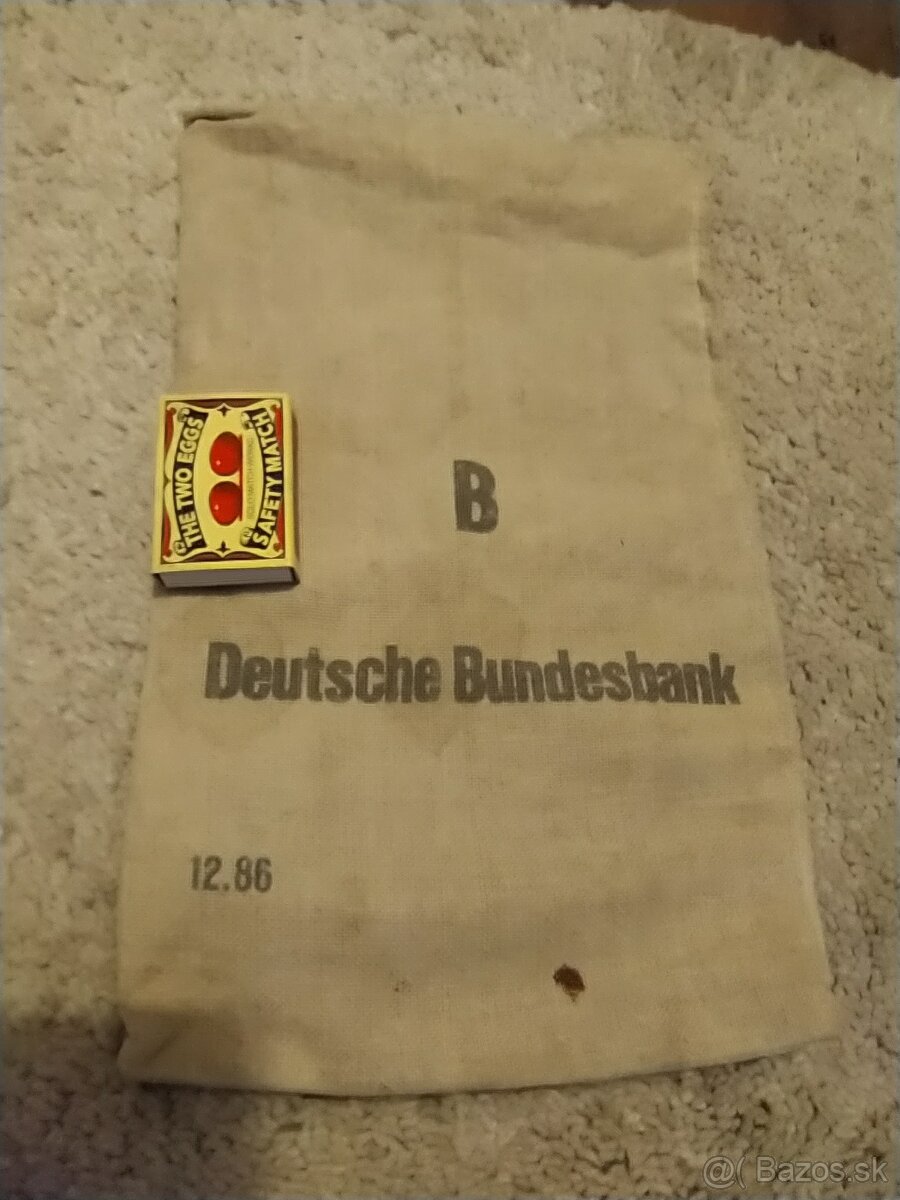 THE TWO EGGS
SAFETY MATCH
B
Deutsche Bundesbank
12.86
@( Bazos.sk